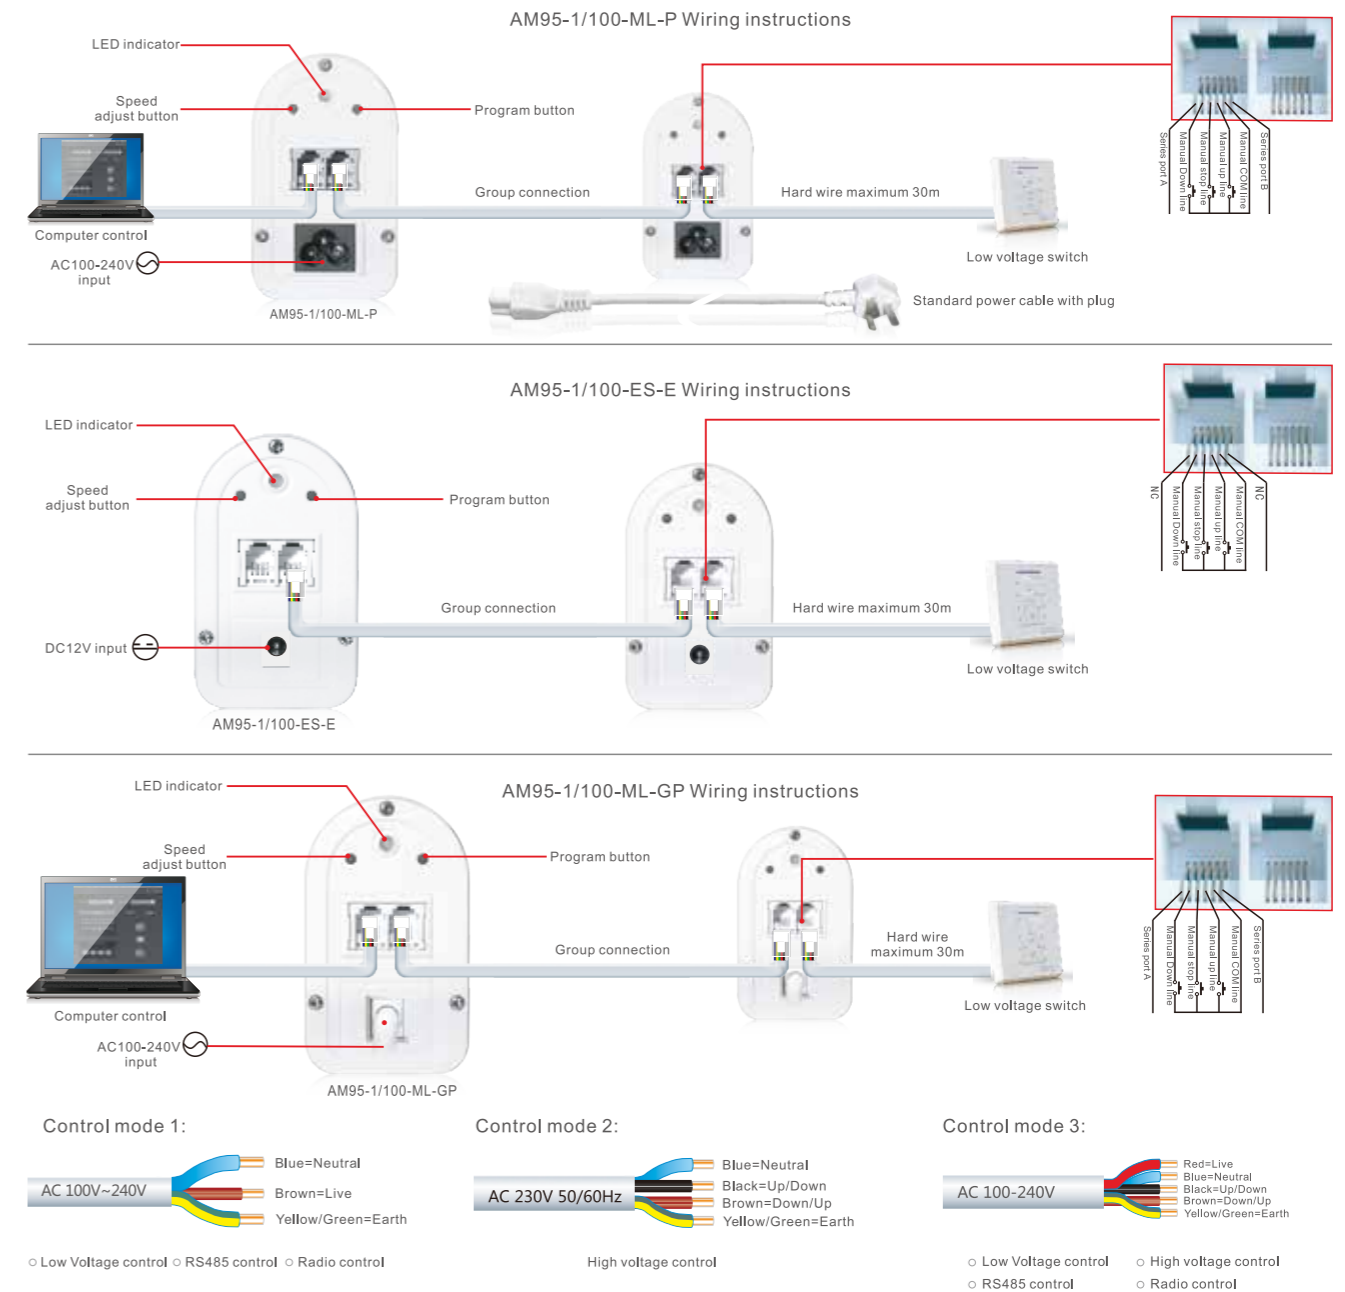 AM95-1/100-ML-P Wiring instructions
LED indicator
Speed
adjust button
Program button
Group connection
Hard wire maximum 30m
Computer control
AC100-240V
input
AM95-1/100-ML-P
Low voltage switch
Standard power cable with plug
Series port A
Manual Down line
Manual stop line
Manual up line
Manual COM line
Series port B
AM95-1/100-ES-E Wiring instructions
LED indicator
Speed
adjust button
Program button
Group connection
Hard wire maximum 30m
DC12V input
AM95-1/100-ES-E
Low voltage switch
NC
Manual Down line
Manual stop line
Manual up line
Manual COM line
NC
AM95-1/100-ML-GP Wiring instructions
LED indicator
Speed
adjust button
Program button
Group connection
Hard wire
maximum 30m
Computer control
AC100-240V
input
AM95-1/100-ML-GP
Low voltage switch
Series port A
Manual Down line
Manual stop line
Manual up line
Manual COM line
Series port B
Control mode 1:
AC 100V~240V
Blue=Neutral
Brown=Live
Yellow/Green=Earth
○ Low Voltage control ○ RS485 control ○ Radio control
Control mode 2:
AC 230V 50/60Hz
Blue=Neutral
Black=Up/Down
Brown=Down/Up
Yellow/Green=Earth
High voltage control
Control mode 3:
AC 100-240V
Red=Live
Blue=Neutral
Black=Up/Down
Brown=Down/Up
Yellow/Green=Earth
○ Low Voltage control ○ High voltage control
○ RS485 control ○ Radio control